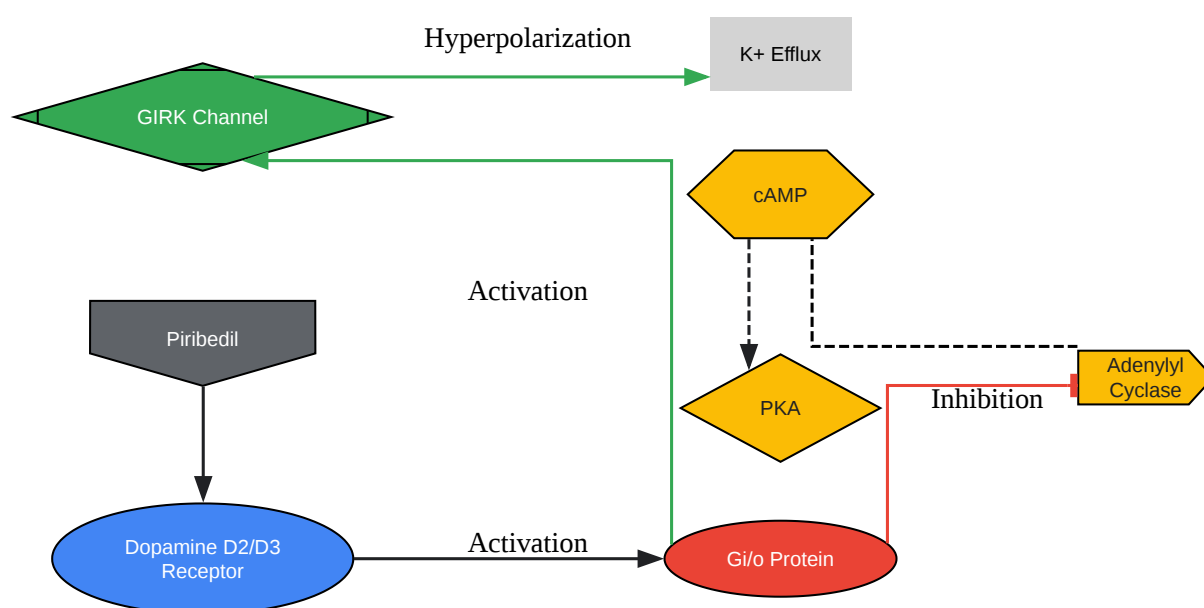 Hyperpolarization
K+ Efflux
GIRK Channel
cAMP
Activation
Piribedil
Adenylyl
Cyclase
PKA
Inhibition
Dopamine D2/D3
Receptor
Activation
Gi/o Protein